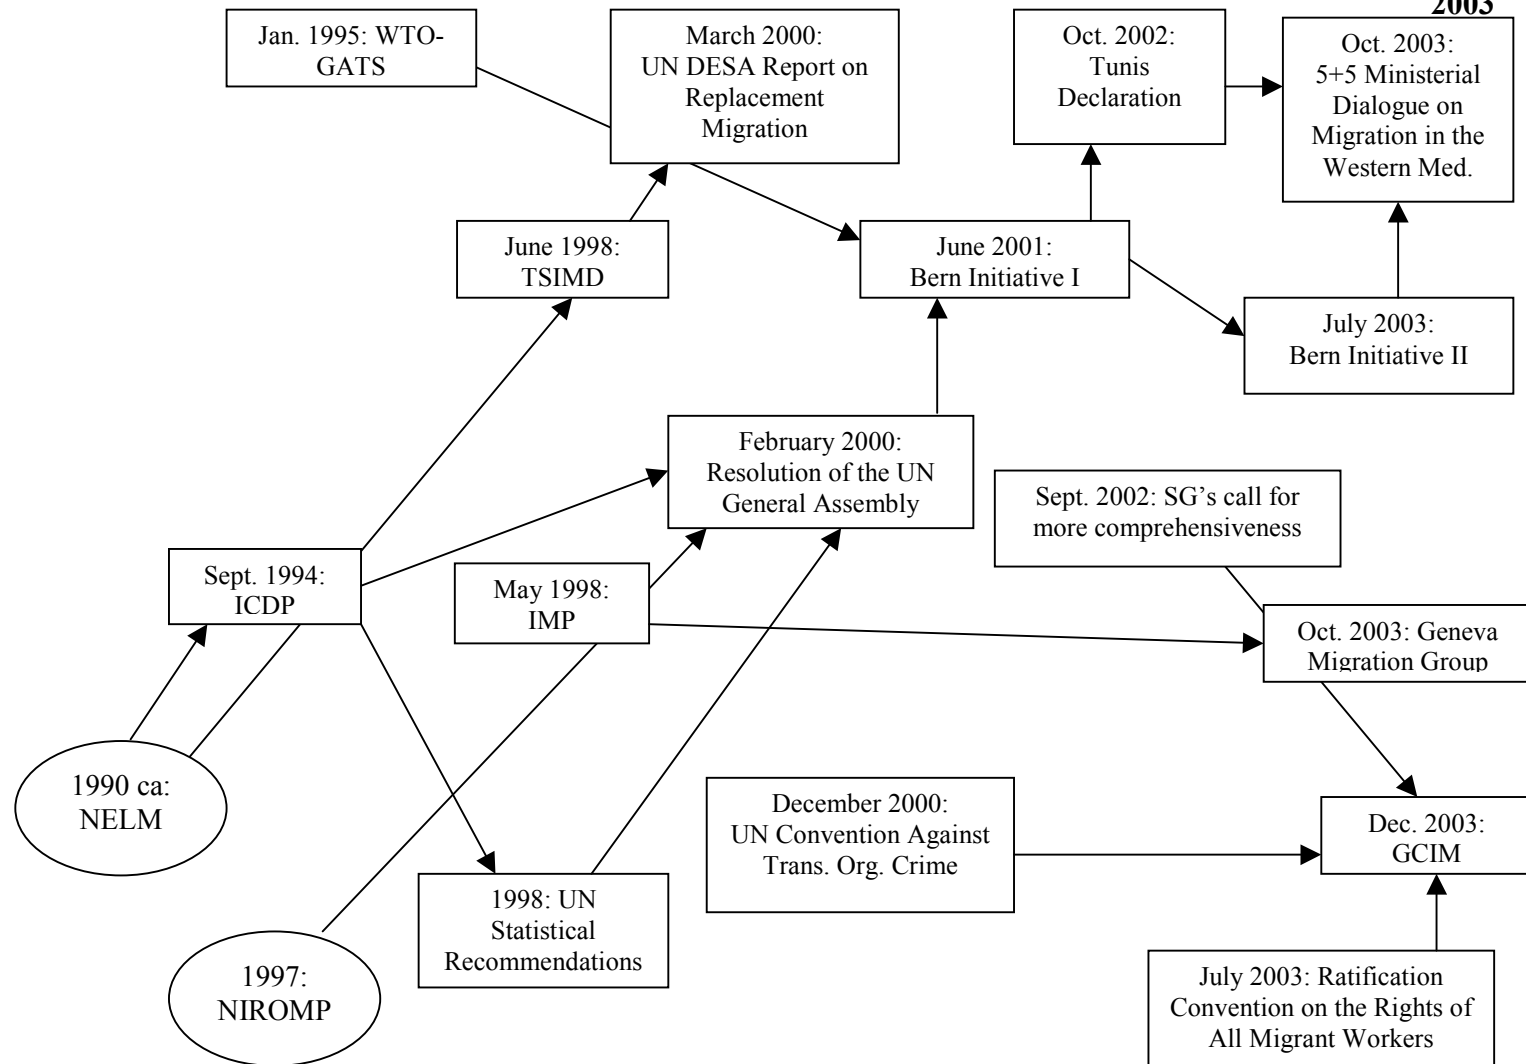 2003
Jan. 1995: WTO-
GATS
March 2000:
UN DESA Report on
Replacement
Migration
Oct. 2002:
Tunis
Declaration
Oct. 2003:
5+5 Ministerial
Dialogue on
Migration in the
Western Med.
June 1998:
TSIMD
June 2001:
Bern Initiative I
July 2003:
Bern Initiative II
February 2000:
Resolution of the UN
General Assembly
Sept. 2002: SG’s call for
more comprehensiveness
Sept. 1994:
ICDP
May 1998:
IMP
Oct. 2003: Geneva
Migration Group
1990 ca:
NELM
December 2000:
UN Convention Against
Trans. Org. Crime
Dec. 2003:
GCIM
1998: UN
Statistical
Recommendations
1997:
NIROMP
July 2003: Ratification
Convention on the Rights of
All Migrant Workers